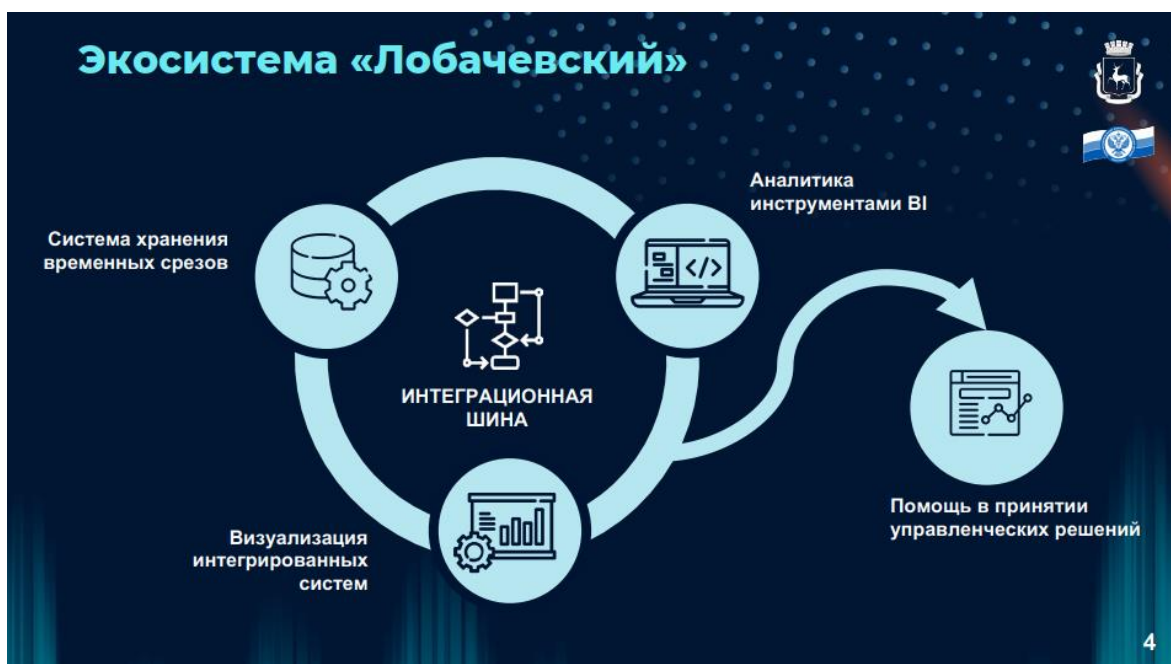 Экосистема «Лобачевский»
Аналитика
инструментами BI
Система хранения
временных срезов
</>
ИНТЕГРАЦИОННАЯ
ШИНА
Помощь в принятии
управленческих решений
Визуализация
интегрированных
систем
4